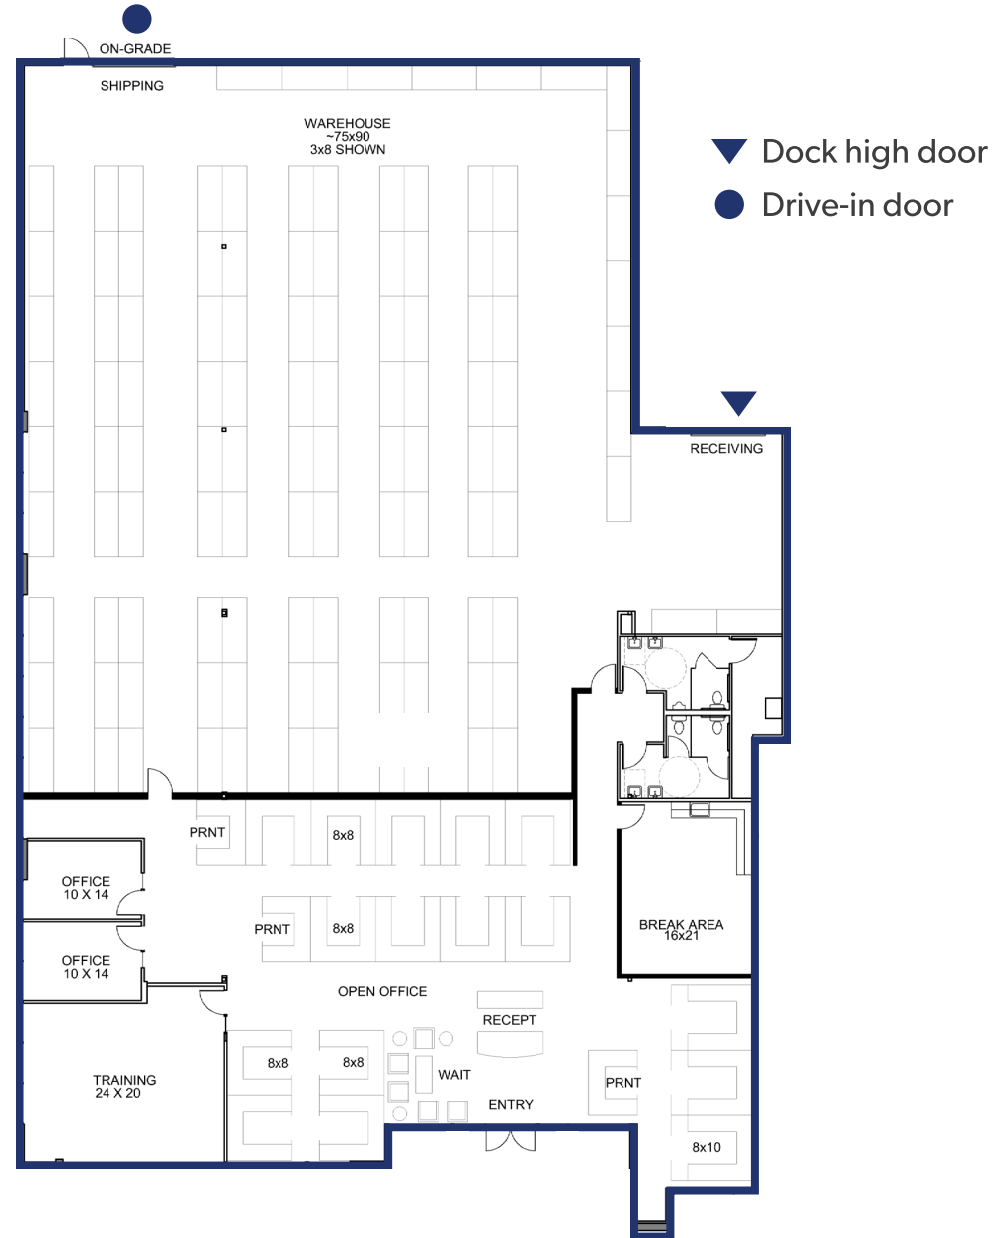 ON-GRADE
SHIPPING
WAREHOUSE
~75x90
3x8 SHOWN
Dock high door
Drive-in door
RECEIVING
PRNT
8x8
OFFICE
10 X 14
BREAK AREA
16x21
PRNT
8x8
OFFICE
10 X 14
OPEN OFFICE
RECEPT
8x8
8x8
WAIT
TRAINING
24 X 20
PRNT
ENTRY
8x10